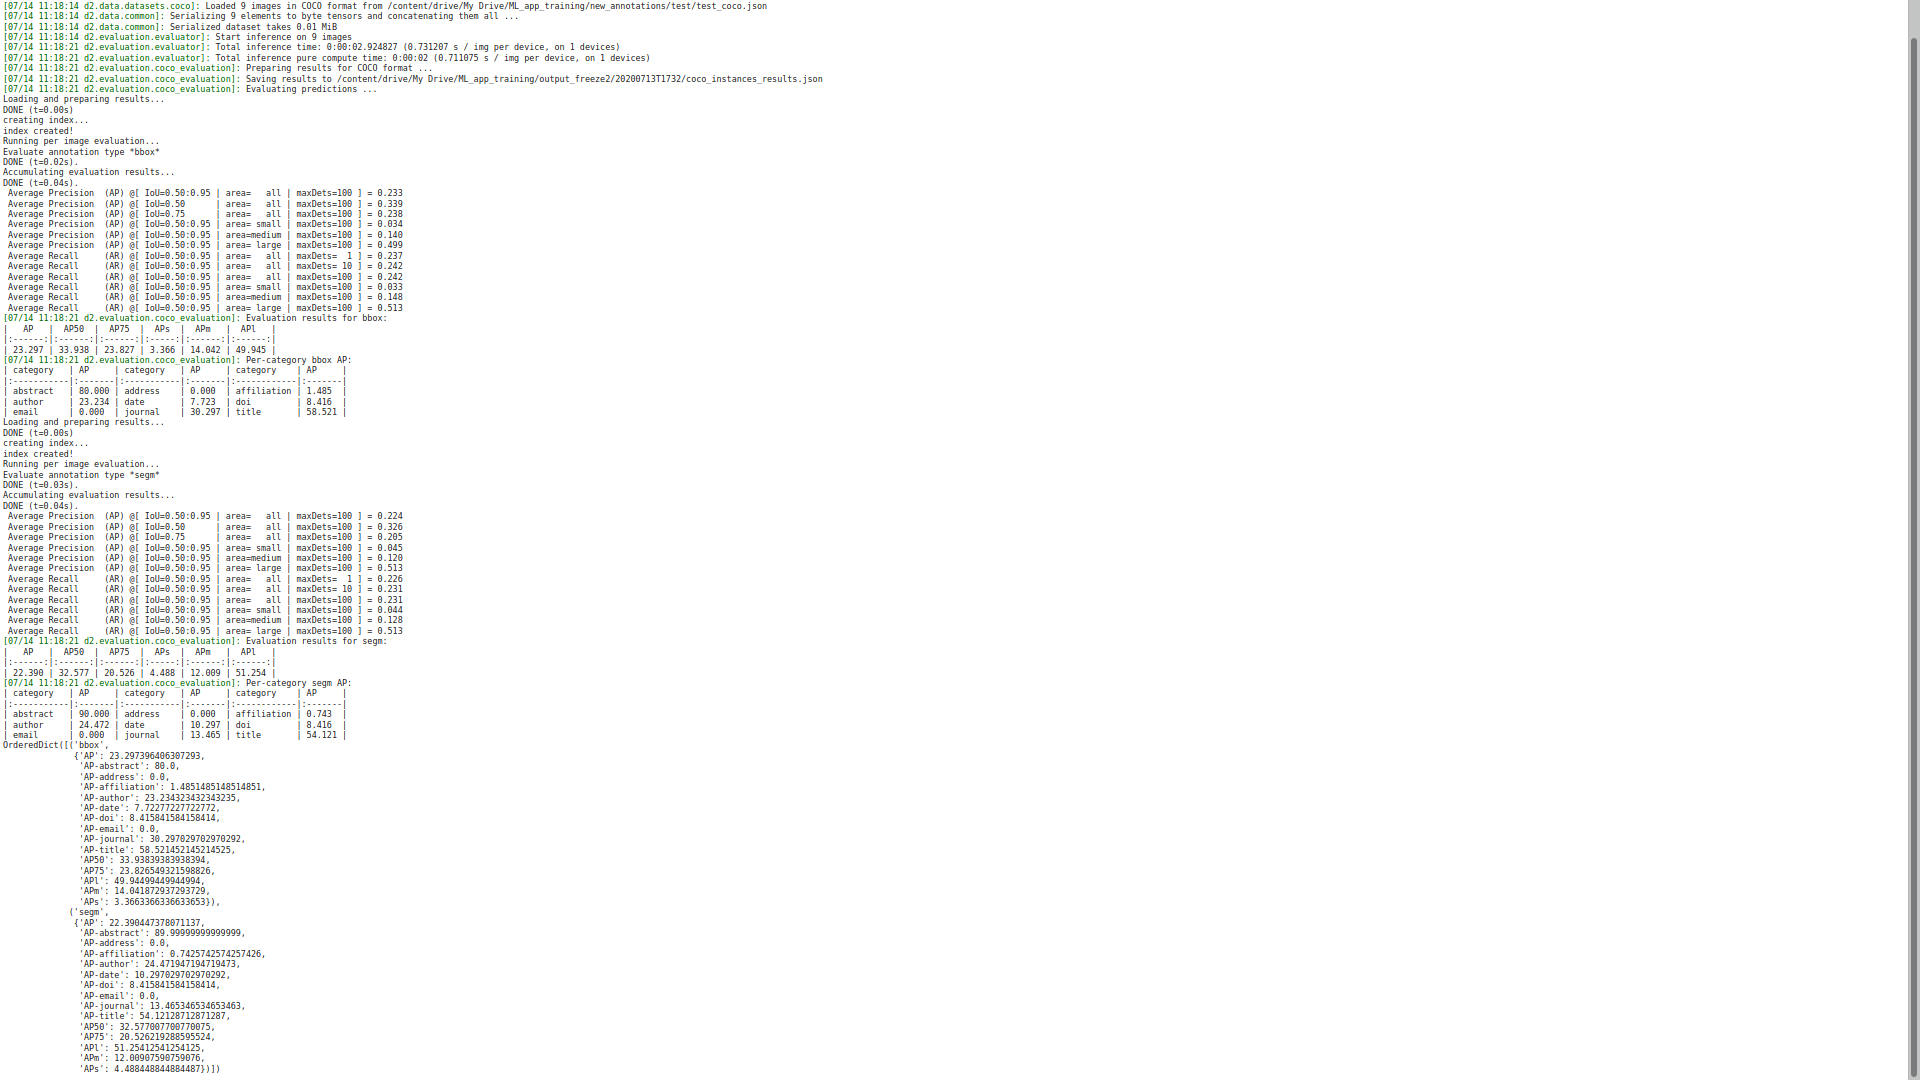 [07/14 11:18:14 d2.data.datasets.coco]: Loaded 9 images in COCO format from /content/drive/My Drive/ML_app_training/new_annotations/test/test_coco.json
[07/14 11:18:14 d2.data.common]: Serializing 9 elements to byte tensors and concatenating them all ...
[07/14 11:18:14 d2.data.common]: Serialized dataset takes 0.01 MiB
[07/14 11:18:14 d2.evaluation.evaluator]: Start inference on 9 images
[07/14 11:18:21 d2.evaluation.evaluator]: Total inference time: 0:00:02.924827 (0.731207 s / img per device, on 1 devices)
[07/14 11:18:21 d2.evaluation.evaluator]: Total inference pure compute time: 0:00:02 (0.711075 s / img per device, on 1 devices)
[07/14 11:18:21 d2.evaluation.coco_evaluation]: Preparing results for COCO format ...
[07/14 11:18:21 d2.evaluation.coco_evaluation]: Saving results to /content/drive/My Drive/ML_app_training/output_freeze2/20200713T1732/coco_instances_results.json
[07/14 11:18:21 d2.evaluation.coco_evaluation]: Evaluating predictions ...
Loading and preparing results...
DONE (t=0.00s)
creating index...
index created!
Running per image evaluation...
Evaluate annotation type *bbox*
DONE (t=0.02s).
Accumulating evaluation results...
DONE (t=0.04s).
 Average Precision  (AP) @[ IoU=0.50:0.95 | area=   all | maxDets=100 ] = 0.233
 Average Precision  (AP) @[ IoU=0.50      | area=   all | maxDets=100 ] = 0.339
 Average Precision  (AP) @[ IoU=0.75      | area=   all | maxDets=100 ] = 0.238
 Average Precision  (AP) @[ IoU=0.50:0.95 | area= small | maxDets=100 ] = 0.034
 Average Precision  (AP) @[ IoU=0.50:0.95 | area=medium | maxDets=100 ] = 0.140
 Average Precision  (AP) @[ IoU=0.50:0.95 | area= large | maxDets=100 ] = 0.499
 Average Recall     (AR) @[ IoU=0.50:0.95 | area=   all | maxDets=  1 ] = 0.237
 Average Recall     (AR) @[ IoU=0.50:0.95 | area=   all | maxDets= 10 ] = 0.242
 Average Recall     (AR) @[ IoU=0.50:0.95 | area=   all | maxDets=100 ] = 0.242
 Average Recall     (AR) @[ IoU=0.50:0.95 | area= small | maxDets=100 ] = 0.033
 Average Recall     (AR) @[ IoU=0.50:0.95 | area=medium | maxDets=100 ] = 0.148
 Average Recall     (AR) @[ IoU=0.50:0.95 | area= large | maxDets=100 ] = 0.513
[07/14 11:18:21 d2.evaluation.coco_evaluation]: Evaluation results for bbox:
|   AP   |  AP50  |  AP75  |  APs  |  APm   |  APl   |
|:------:|:------:|:------:|:-----:|:------:|:------:|
| 23.297 | 33.938 | 23.827 | 3.366 | 14.042 | 49.945 |
[07/14 11:18:21 d2.evaluation.coco_evaluation]: Per-category bbox AP:
| category   | AP     | category   | AP     | category    | AP     |
|:-----------|:-------|:-----------|:-------|:------------|:-------|
| abstract   | 80.000 | address    | 0.000  | affiliation | 1.485  |
| author     | 23.234 | date       | 7.723  | doi         | 8.416  |
| email      | 0.000  | journal    | 30.297 | title       | 58.521 |
Loading and preparing results...
DONE (t=0.00s)
creating index...
index created!
Running per image evaluation...
Evaluate annotation type *segm*
DONE (t=0.03s).
Accumulating evaluation results...
DONE (t=0.04s).
 Average Precision  (AP) @[ IoU=0.50:0.95 | area=   all | maxDets=100 ] = 0.224
 Average Precision  (AP) @[ IoU=0.50      | area=   all | maxDets=100 ] = 0.326
 Average Precision  (AP) @[ IoU=0.75      | area=   all | maxDets=100 ] = 0.205
 Average Precision  (AP) @[ IoU=0.50:0.95 | area= small | maxDets=100 ] = 0.045
 Average Precision  (AP) @[ IoU=0.50:0.95 | area=medium | maxDets=100 ] = 0.120
 Average Precision  (AP) @[ IoU=0.50:0.95 | area= large | maxDets=100 ] = 0.513
 Average Recall     (AR) @[ IoU=0.50:0.95 | area=   all | maxDets=  1 ] = 0.226
 Average Recall     (AR) @[ IoU=0.50:0.95 | area=   all | maxDets= 10 ] = 0.231
 Average Recall     (AR) @[ IoU=0.50:0.95 | area=   all | maxDets=100 ] = 0.231
 Average Recall     (AR) @[ IoU=0.50:0.95 | area= small | maxDets=100 ] = 0.044
 Average Recall     (AR) @[ IoU=0.50:0.95 | area=medium | maxDets=100 ] = 0.128
 Average Recall     (AR) @[ IoU=0.50:0.95 | area= large | maxDets=100 ] = 0.513
[07/14 11:18:21 d2.evaluation.coco_evaluation]: Evaluation results for segm:
|   AP   |  AP50  |  AP75  |  APs  |  APm   |  APl   |
|:------:|:------:|:------:|:-----:|:------:|:------:|
| 22.390 | 32.577 | 20.526 | 4.488 | 12.009 | 51.254 |
[07/14 11:18:21 d2.evaluation.coco_evaluation]: Per-category segm AP:
| category   | AP     | category   | AP     | category    | AP     |
|:-----------|:-------|:-----------|:-------|:------------|:-------|
| abstract   | 90.000 | address    | 0.000  | affiliation | 0.743  |
| author     | 24.472 | date       | 10.297 | doi         | 8.416  |
| email      | 0.000  | journal    | 13.465 | title       | 54.121 |
OrderedDict([('bbox',
              {'AP': 23.297396406307293,
               'AP-abstract': 80.0,
               'AP-address': 0.0,
               'AP-affiliation': 1.4851485148514851,
               'AP-author': 23.234323432343235,
               'AP-date': 7.72277227722772,
               'AP-doi': 8.415841584158414,
               'AP-email': 0.0,
               'AP-journal': 30.297029702970292,
               'AP-title': 58.521452145214525,
               'AP50': 33.93839383938394,
               'AP75': 23.826549321598826,
               'APl': 49.94499449944994,
               'APm': 14.041872937293729,
               'APs': 3.3663366336633653}),
             ('segm',
              {'AP': 22.390447378071137,
               'AP-abstract': 89.99999999999999,
               'AP-address': 0.0,
               'AP-affiliation': 0.7425742574257426,
               'AP-author': 24.471947194719473,
               'AP-date': 10.297029702970292,
               'AP-doi': 8.415841584158414,
               'AP-email': 0.0,
               'AP-journal': 13.465346534653463,
               'AP-title': 54.12128712871287,
               'AP50': 32.577007700770075,
               'AP75': 20.526219288595524,
               'APl': 51.25412541254125,
               'APm': 12.00907590759076,
               'APs': 4.488448844884487})])